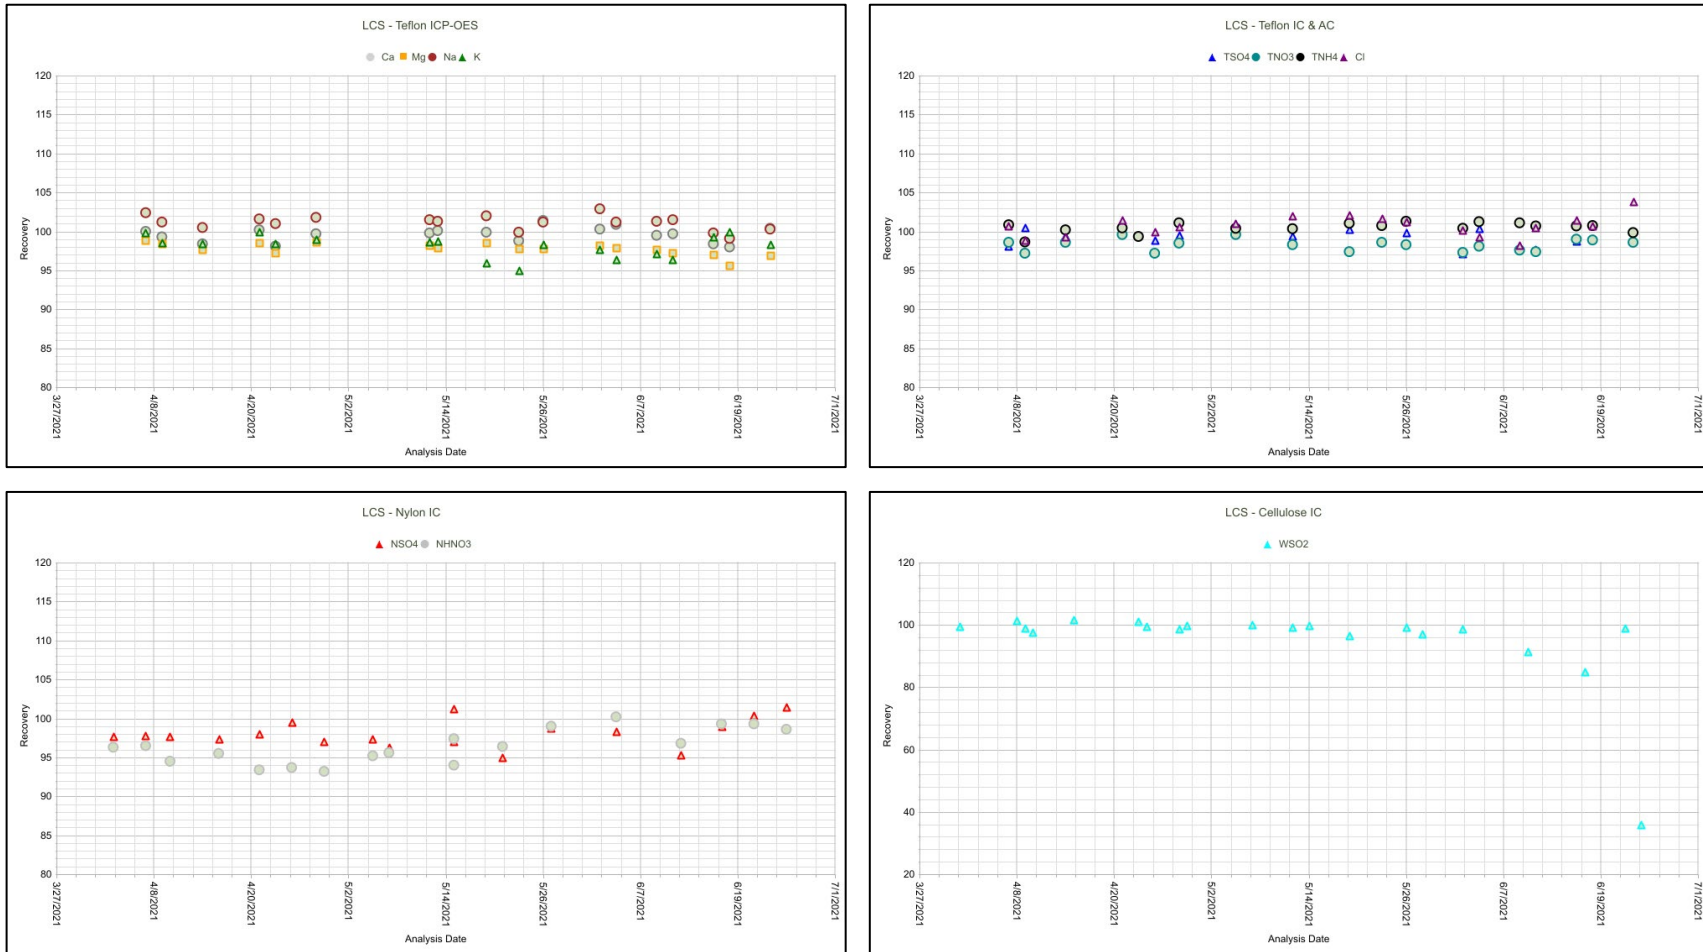 LCS - Teflon ICP-OES
Ca Mg Na K
120
115
110
105
100
95
90
85
80
Recovery
3/27/2021 4/8/2021 4/20/2021 5/2/2021 5/14/2021 5/26/2021 6/7/2021 6/19/2021 7/1/2021
Analysis Date
LCS - Teflon IC & AC
TSO4 TNO3 TNH4 Cl
120
115
110
105
100
95
90
85
80
Recovery
3/27/2021 4/8/2021 4/20/2021 5/2/2021 5/14/2021 5/26/2021 6/7/2021 6/19/2021 7/1/2021
Analysis Date
LCS - Nylon IC
NSO4 NHNO3
120
115
110
105
100
95
90
85
80
Recovery
3/27/2021 4/8/2021 4/20/2021 5/2/2021 5/14/2021 5/26/2021 6/7/2021 6/19/2021 7/1/2021
Analysis Date
LCS - Cellulose IC
WSO2
120
100
80
60
40
20
Recovery
3/27/2021 4/8/2021 4/20/2021 5/2/2021 5/14/2021 5/26/2021 6/7/2021 6/19/2021 7/1/2021
Analysis Date